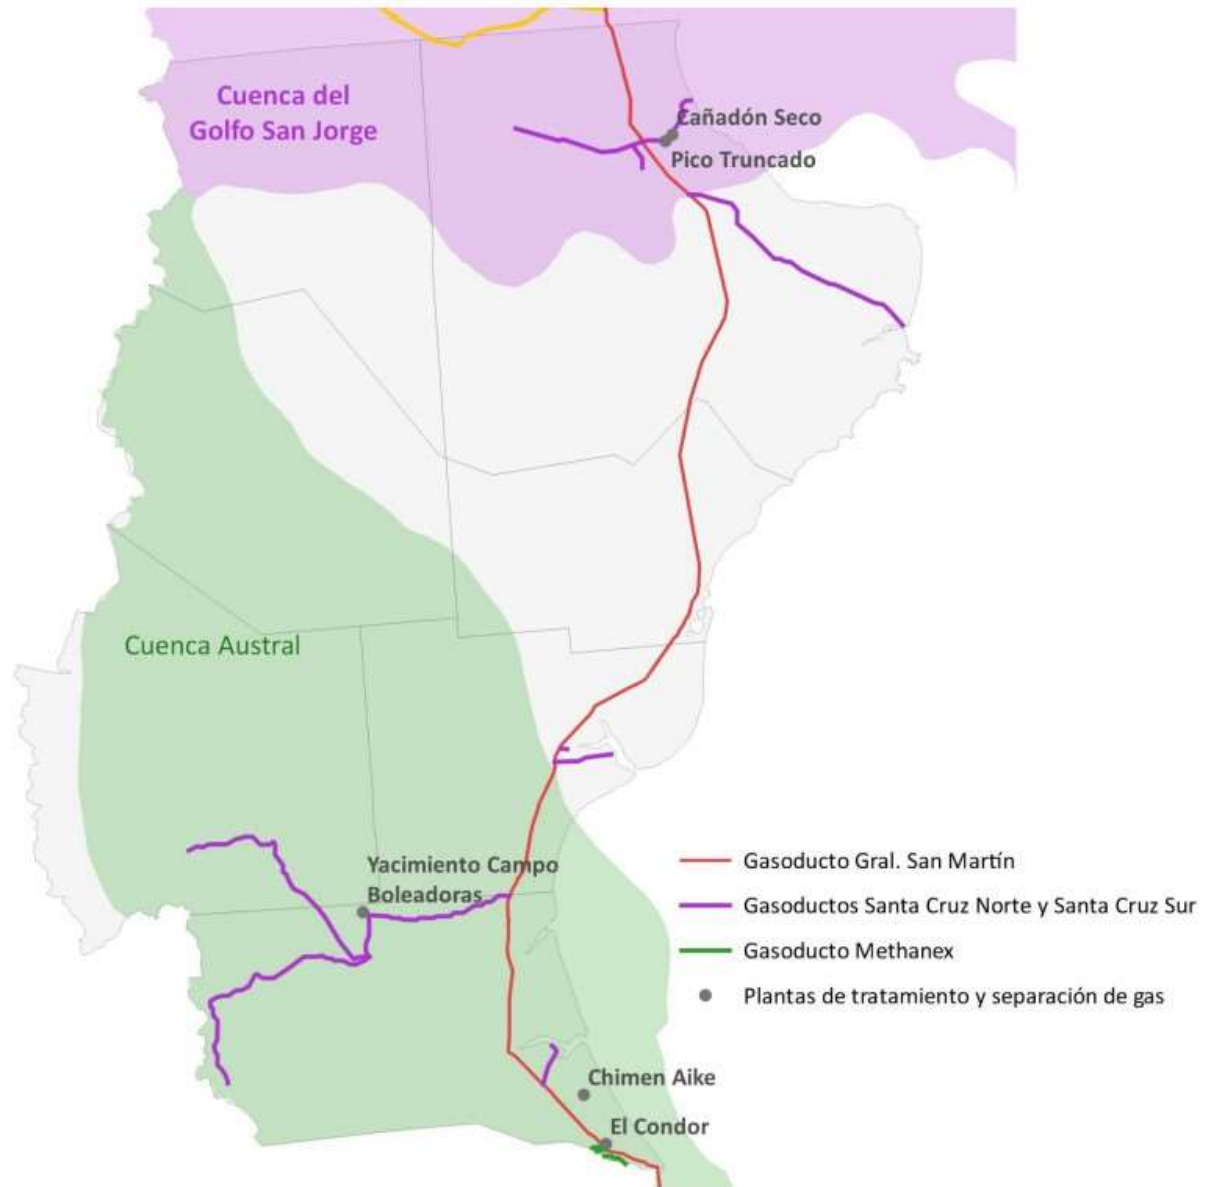 Cuenca del
Golfo San Jorge
Cañadón Seco
Pico Truncado
Cuenca Austral
Yacimiento Campo
Boleadoras
Gasoducto Gral. San Martín
Gasoductos Santa Cruz Norte y Santa Cruz Sur
Gasoducto Methanex
Plantas de tratamiento y separación de gas
Chimen Aike
El Condor